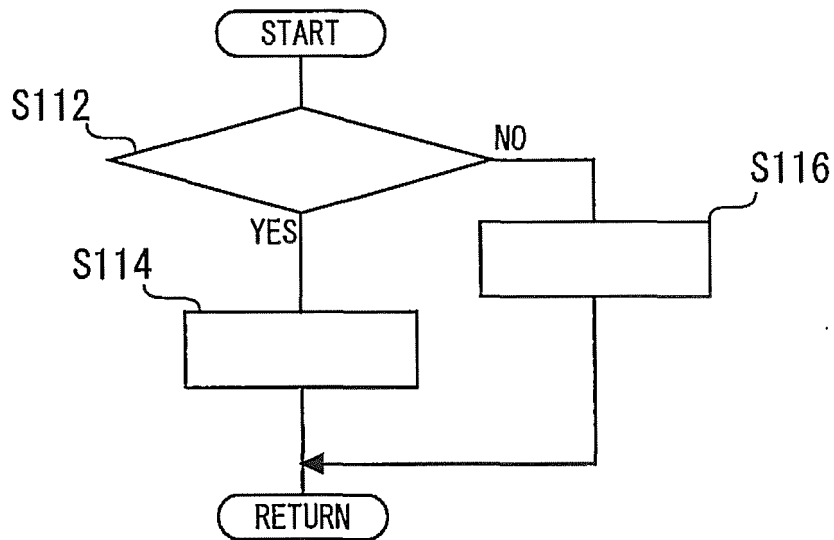 START
S112
NO
S116
YES
S114
RETURN